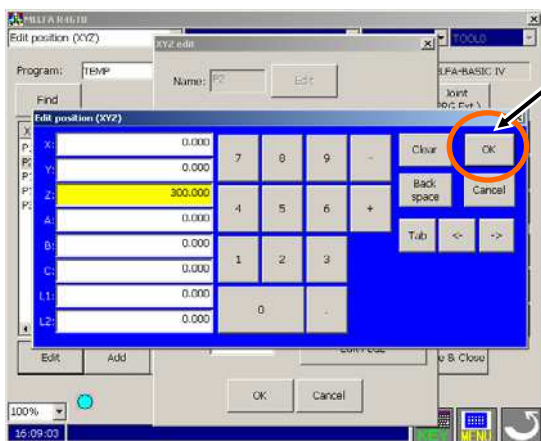 MELFA R46TB
Edit position (XYZ)
TOOL0
XYZ edit
Program: TEMP
Name: P2
Edit
LFA-BASIC IV
Find
Joint
Edit position (XYZ)
X: 0.000
7 8 9 -
Clear
OK
Y: 0.000
Z: 300.000
Back
space
Cancel
4 5 6 +
A: 0.000
Tab <- ->
B: 0.000
1 2 3
C: 0.000
L1: 0.000
0 .
L2: 0.000
Edit
Add
e & Close
OK
Cancel
100%
16:09:03
KEY
MENU